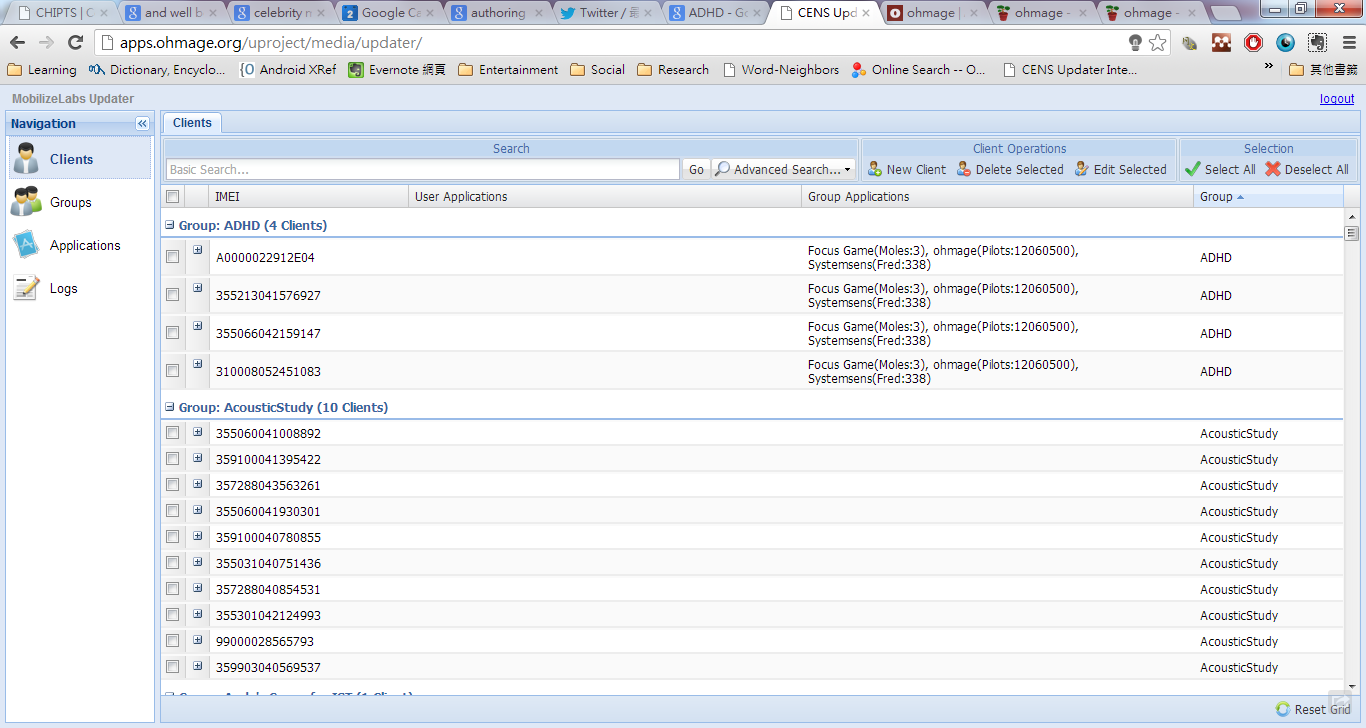 CHIPTS | C
and well b
celebrity n
Google Ca
authoring
Twitter /
ADHD - Go
CENS Upd
ohmage |
ohmage -
ohmage -
apps.ohmage.org/uproject/media/updater/
Learning
Dictionary, Encyclo...
Android XRef
Evernote 網頁
Entertainment
Social
Research
Word-Neighbors
Online Search -- O...
CENS Updater Inte...
»
其他書籤
MobilizeLabs Updater
logout
Navigation
Clients
Groups
Applications
Logs
Clients
Search
Client Operations
Selection
Basic Search...
Go
Advanced Search...
New Client
Delete Selected
Edit Selected
Select All
Deselect All
IMEI
User Applications
Group Applications
Group
Group: ADHD (4 Clients)
A0000022912E04
Focus Game(Moles:3), ohmage(Pilots:12060500),
Systemsens(Fred:338)
ADHD
355213041576927
Focus Game(Moles:3), ohmage(Pilots:12060500),
Systemsens(Fred:338)
ADHD
355066042159147
Focus Game(Moles:3), ohmage(Pilots:12060500),
Systemsens(Fred:338)
ADHD
310008052451083
Focus Game(Moles:3), ohmage(Pilots:12060500),
Systemsens(Fred:338)
ADHD
Group: AcousticStudy (10 Clients)
355060041008892 AcousticStudy
359100041395422 AcousticStudy
357288043563261 AcousticStudy
355060041930301 AcousticStudy
359100040780855 AcousticStudy
355031040751436 AcousticStudy
357288040854531 AcousticStudy
355301042124993 AcousticStudy
99000028565793 AcousticStudy
359903040569537 AcousticStudy
Reset Grid